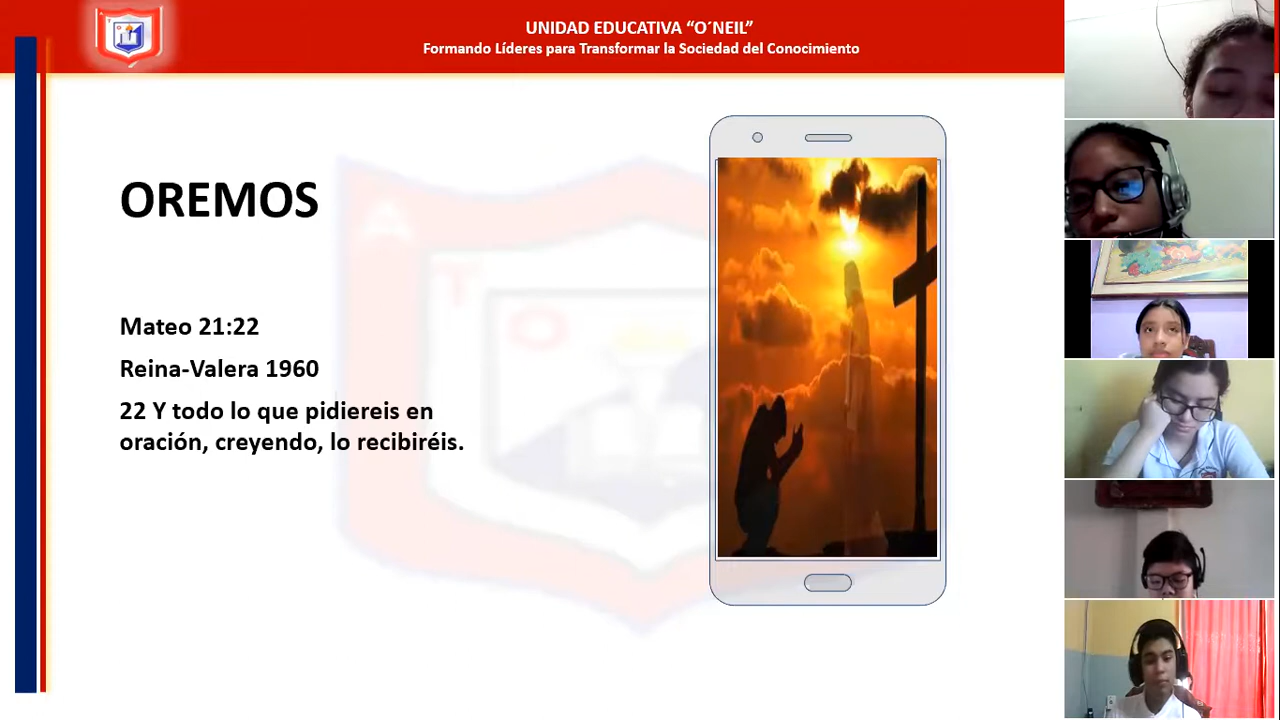 UNIDAD EDUCATIVA “O´NEIL”
Formando Líderes para Transformar la Sociedad del Conocimiento
OREMOS
Mateo 21:22
Reina-Valera 1960
22 Y todo lo que pidiereis en
oración, creyendo, lo recibiréis.